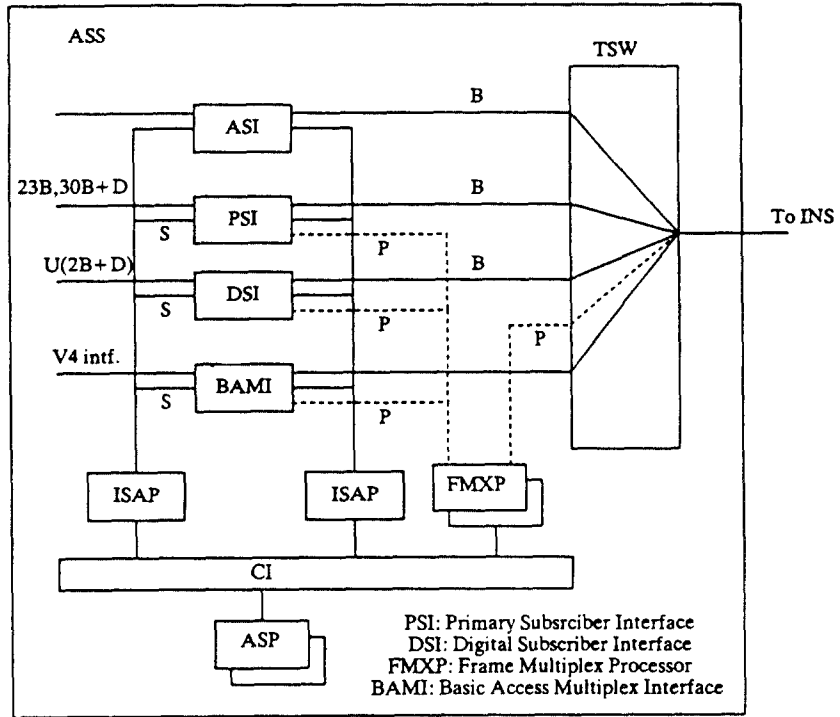 ASS
TSW
B
ASI
23B,30B+D
B
To INS
S
PSI
P
U(2B+D)
B
S
DSI
P
P
V4 intf.
S
BAMI
P
ISAP
ISAP
FMXP
CI
ASP
PSI: Primary Subsrciber Interface
DSI: Digital Subscriber Interface
FMXP: Frame Multiplex Processor
BAMI: Basic Access Multiplex Interface